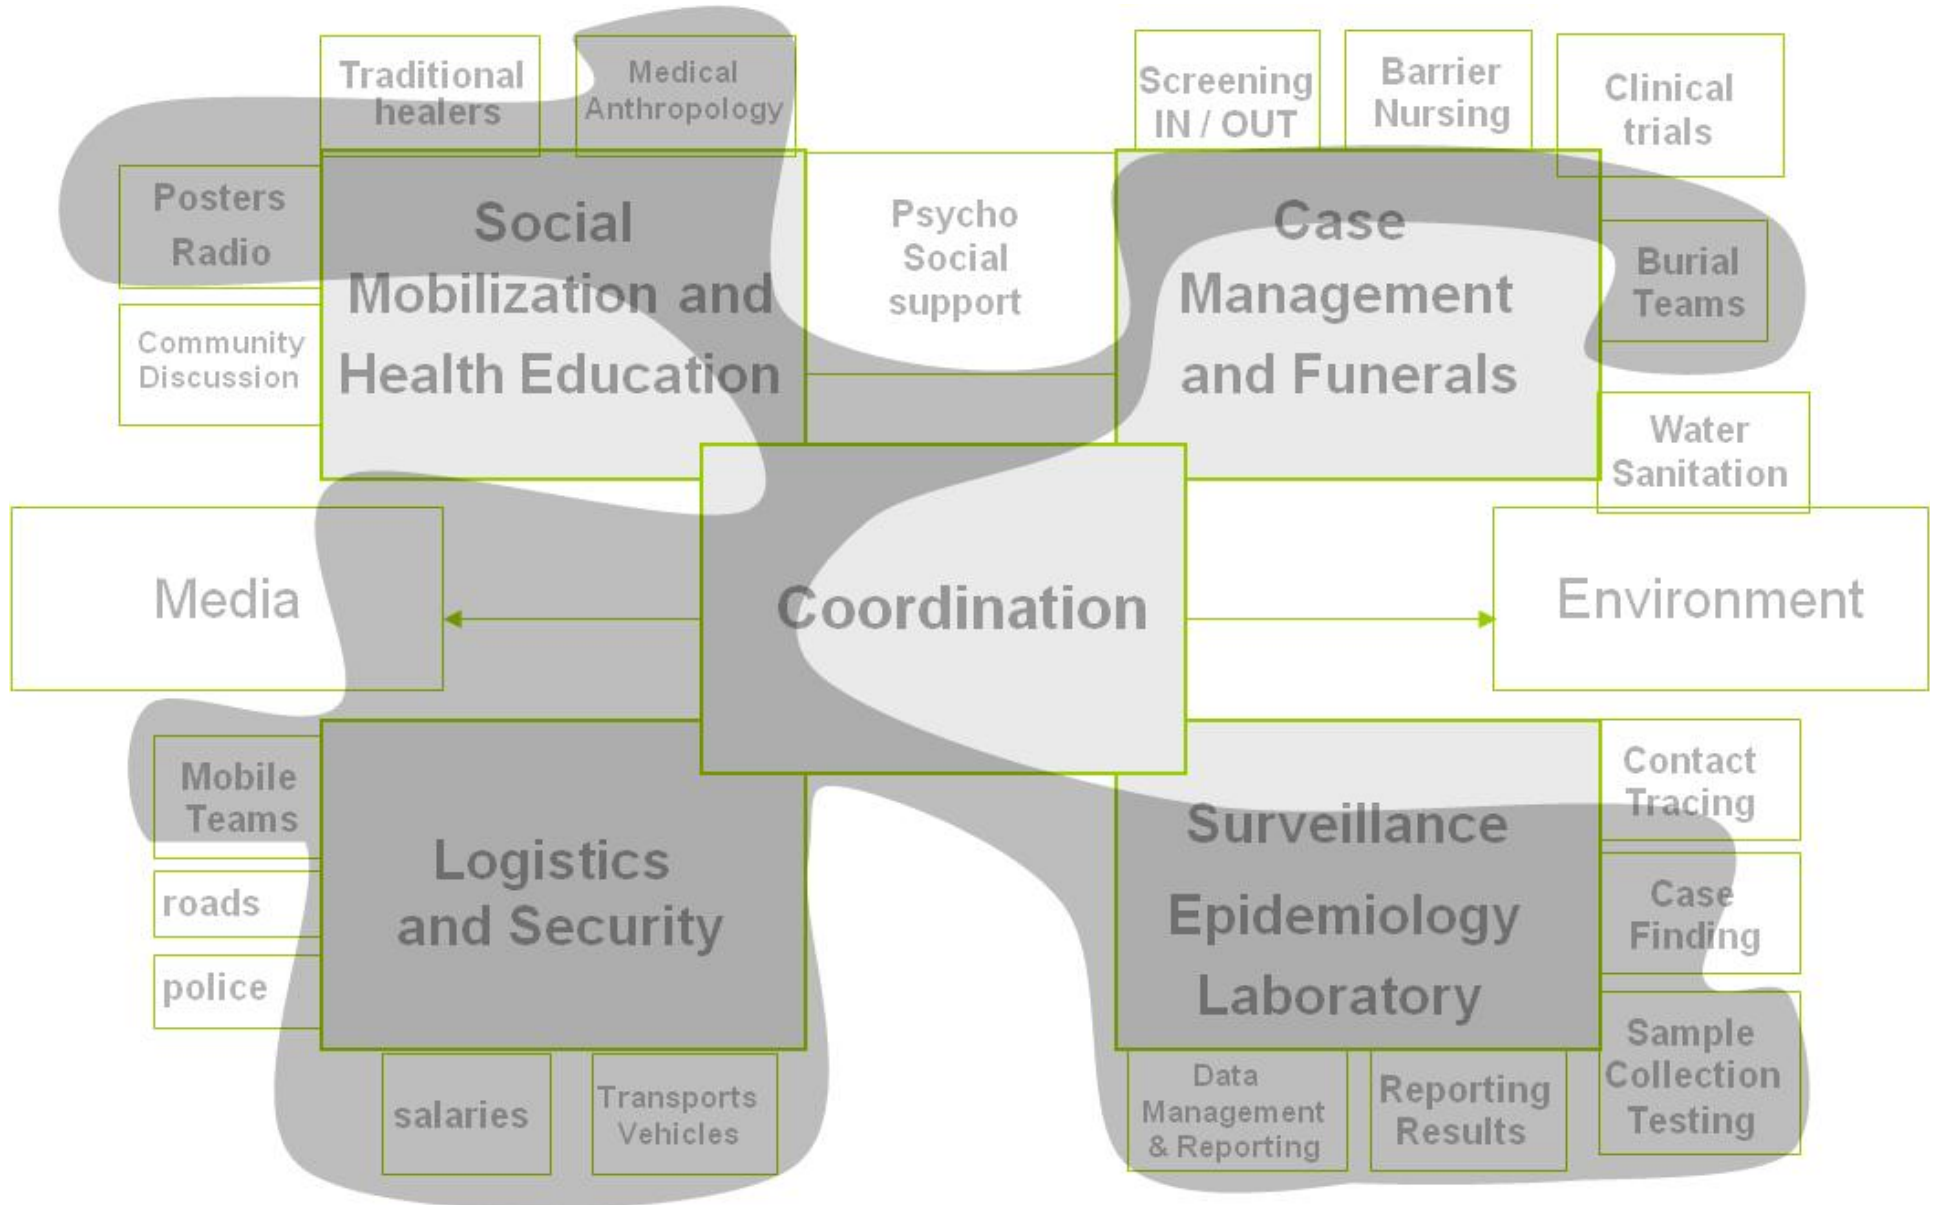 Traditional
healers
Medical
Anthropology
Screening
IN / OUT
Barrier
Nursing
Clinical
trials
Posters
Radio
Community
Discussion
Social
Mobilization and
Health Education
Psycho
Social
support
Case
Management
and Funerals
Burial
Teams
Water
Sanitation
Media
Coordination
Environment
Mobile
Teams
roads
police
Logistics
and Security
salaries
Transports
Vehicles
Surveillance
Epidemiology
Laboratory
Contact
Tracing
Case
Finding
Sample
Collection
Testing
Data
Management
& Reporting
Reporting
Results